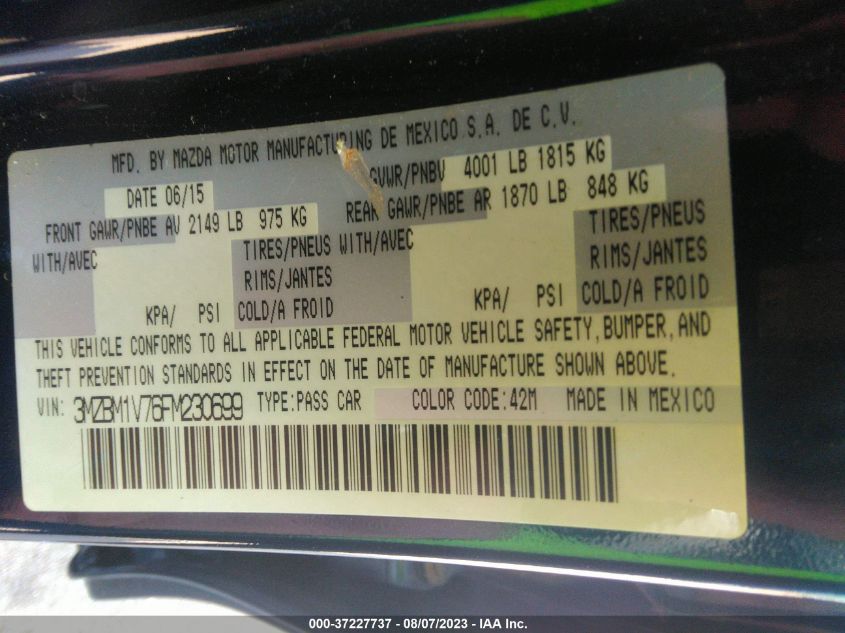 MFD. BY MAZDA MOTOR MANUFACTURING DE MEXICO S.A. DE C.V.
DATE 06/15 GVWR/PNBV 4001 LB 1815 KG
FRONT GAWR/PNBE AV 2149 LB 975 KG REAR GAWR/PNBE AR 1870 LB 848 KG
WITH/AVEC TIRES/PNEUS WITH/AVEC TIRES/PNEUS
RIMS/JANTES RIMS/JANTES
KPA/ PSI COLD/A FROID KPA/ PSI COLD/A FROID
THIS VEHICLE CONFORMS TO ALL APPLICABLE FEDERAL MOTOR VEHICLE SAFETY, BUMPER, AND
THEFT PREVENTION STANDARDS IN EFFECT ON THE DATE OF MANUFACTURE SHOWN ABOVE.
VIN: 3MZBM1V76FM230699 TYPE:PASS CAR COLOR CODE:42M MADE IN MEXICO
000-37227737 - 08/07/2023 - IAA Inc.